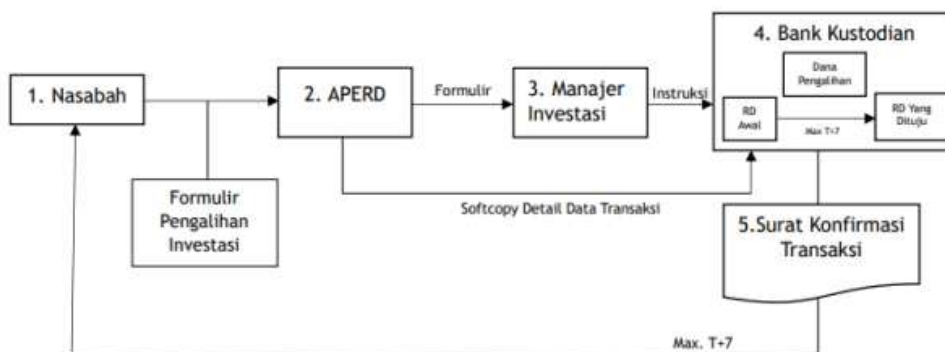 4. Bank Kustodian
Dana
Pengalihan
1. Nasabah
2. APERD
Formulir
3. Manajer
Investasi
Instruksi
RD
Awal
Max T+7
RD Yang
Dituju
Formulir
Pengalihan
Investasi
Softcopy Detail Data Transaksi
5.Surat Konfirmasi
Transaksi
Max. T+7